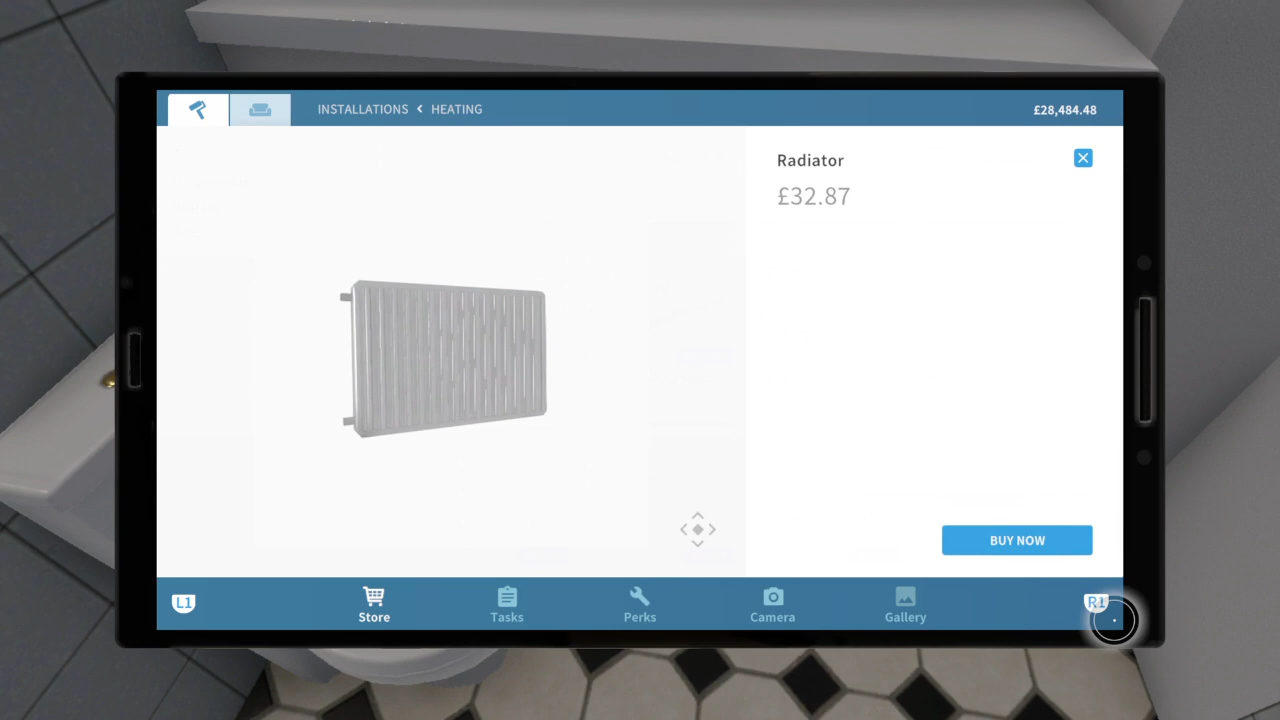 INSTALLATIONS < HEATING
£28,484.48
Radiator
£32.87
BUY NOW
L1
Store
Tasks
Perks
Camera
Gallery
R1